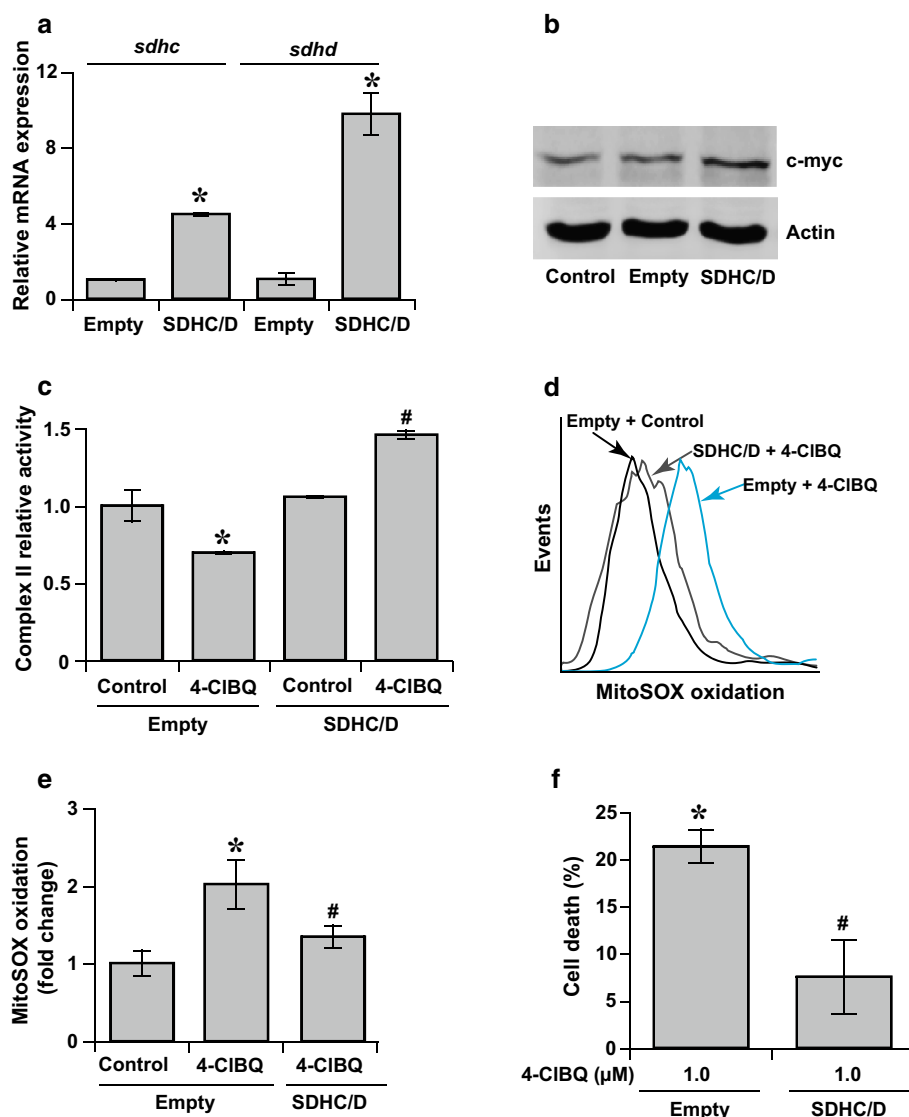 a
sdhc sdhd
Relative mRNA expression
12
8
4
0
*
*
Empty SDHC/D Empty SDHC/D
b
c-myc
Actin
Control Empty SDHC/D
c
Complex II relative activity
1.5
1.0
0.5
0
*
#
Control 4-ClBQ Control 4-ClBQ
Empty SDHC/D
d
Empty + Control
SDHC/D + 4-ClBQ
Empty + 4-ClBQ
Events
MitoSOX oxidation
e
MitoSOX oxidation
(fold change)
3
2
1
0
*
#
Control 4-ClBQ 4-ClBQ
Empty SDHC/D
f
Cell death (%)
25
20
15
10
5
0
*
#
4-ClBQ (µM) 1.0 1.0
Empty SDHC/D